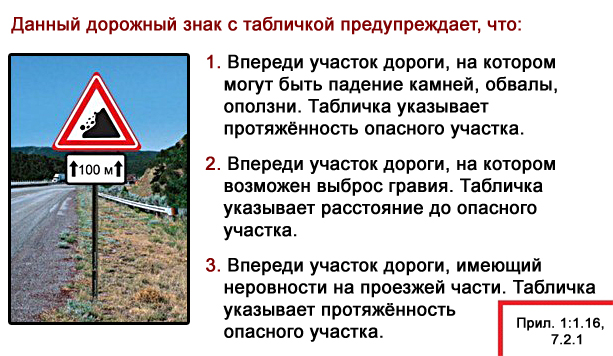 Данный дорожный знак с табличкой предупреждает, что:
1. Впереди участок дороги, на котором
могут быть падение камней, обвалы,
оползни. Табличка указывает
протяжённость опасного участка.
100 м
2. Впереди участок дороги, на котором
возможен выброс гравия. Табличка
указывает расстояние до опасного
участка.
3. Впереди участок дороги, имеющий
неровности на проезжей части. Табличка
указывает протяжённость
опасного участка.
Прил. 1:1.16,
7.2.1